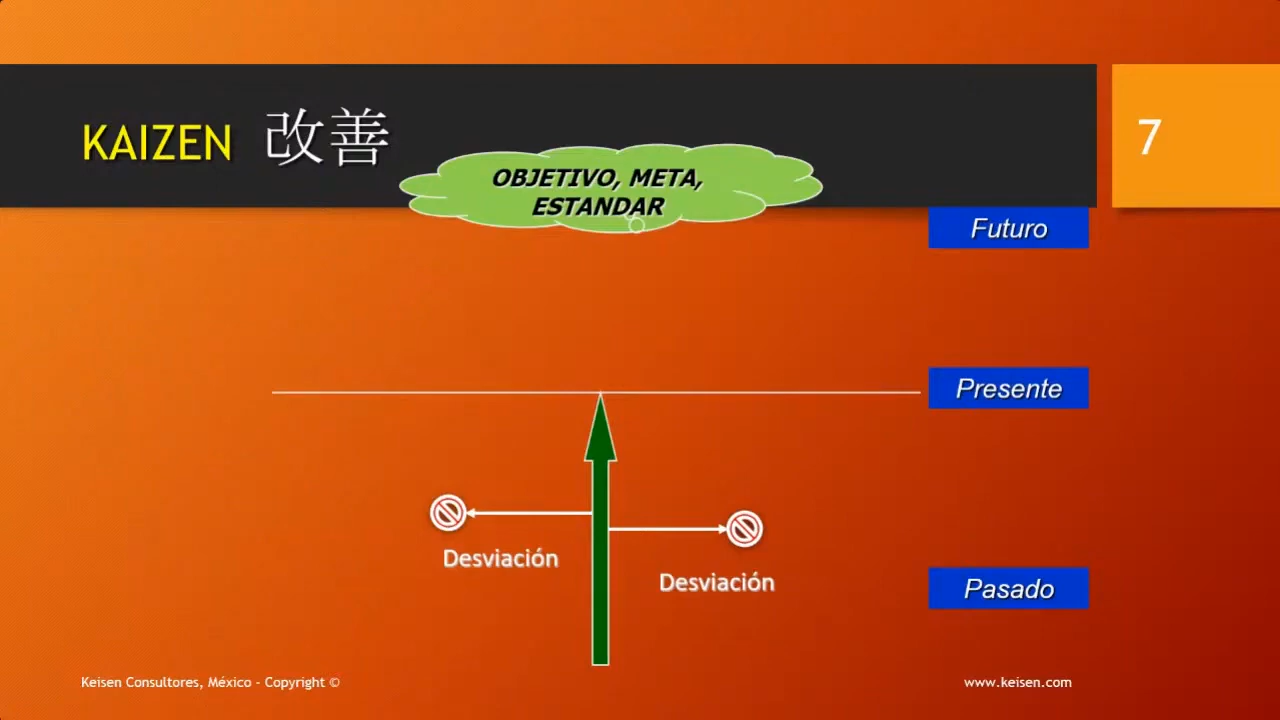 KAIZEN 改善
7
OBJETIVO, META,
ESTANDAR
Futuro
Presente
Desviación
Desviación
Pasado
Keisen Consultores, México - Copyright ©
www.keisen.com